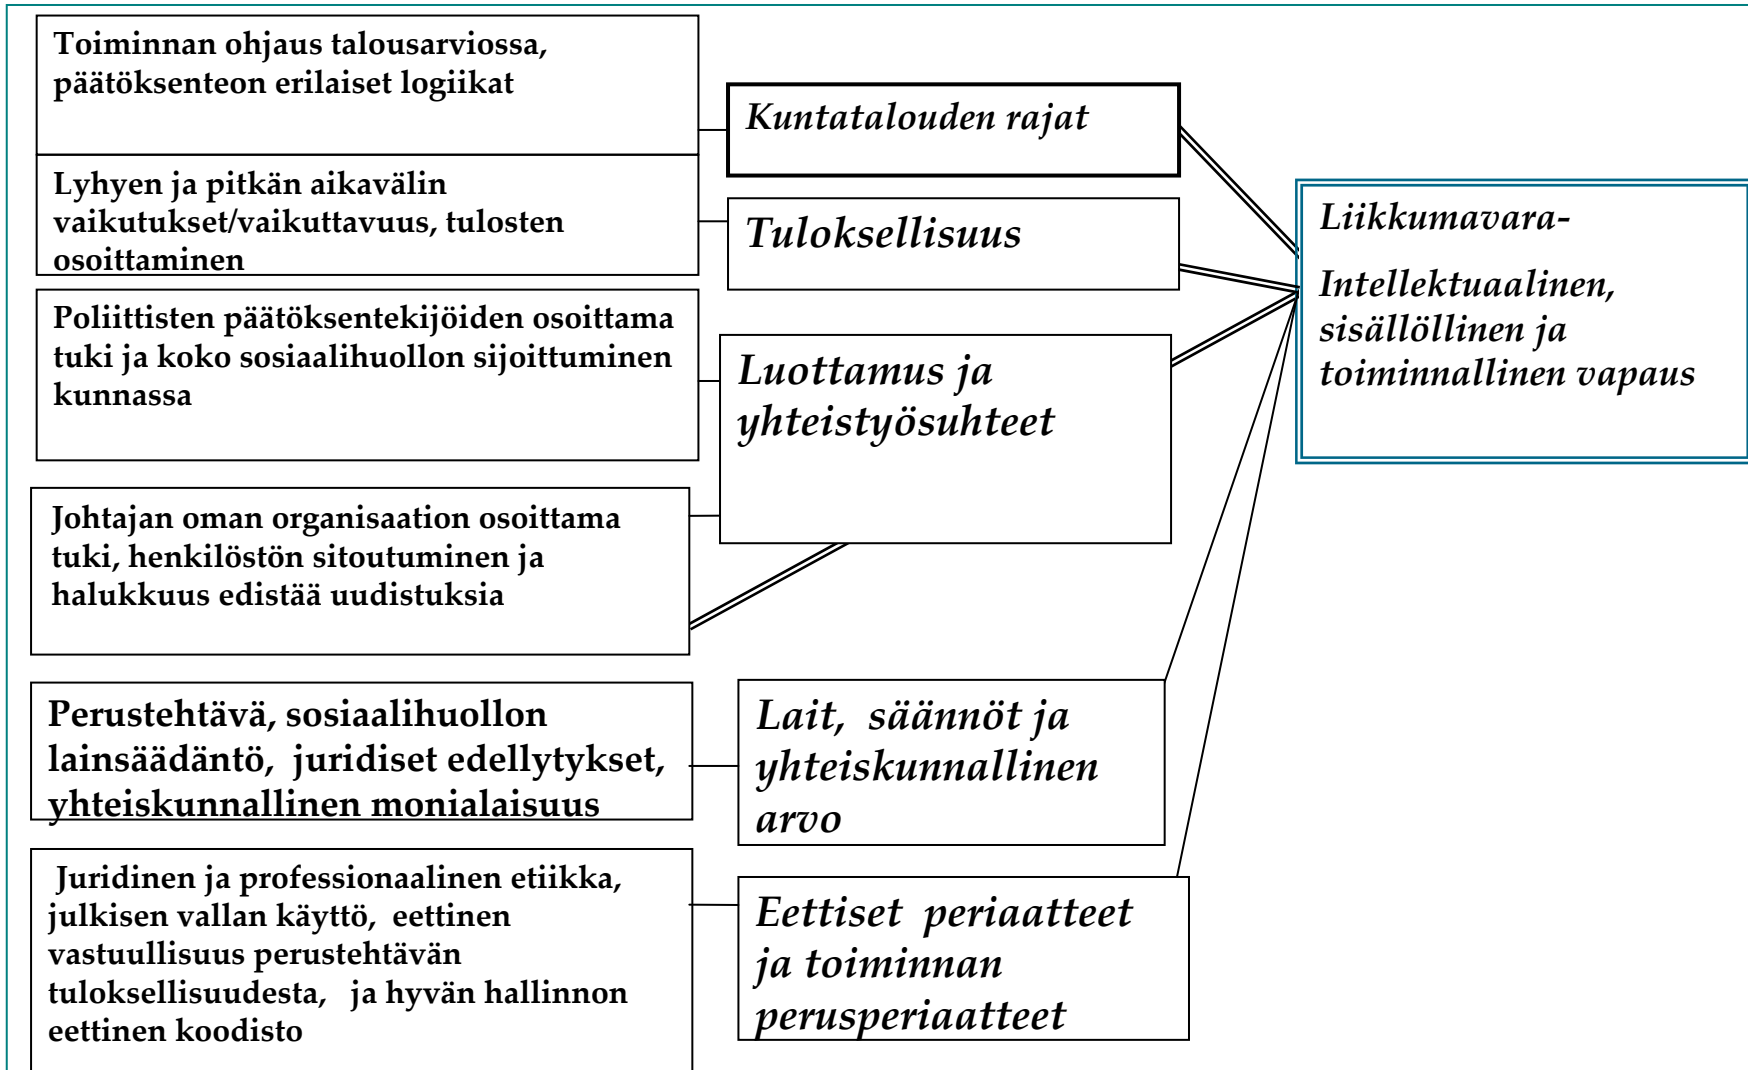 Toiminnan ohjaus talousarviossa,
päätöksenteon erilaiset logiikat
Lyhyen ja pitkän aikavälin
vaikutukset/vaikuttavuus, tulosten
osoittaminen
Poliittisten päätöksentekijöiden osoittama
tuki ja koko sosiaalihuollon sijoittuminen
kunnassa
Johtajan oman organisaation osoittama
tuki, henkilöstön sitoutuminen ja
halukkuus edistää uudistuksia
Perustehtävä, sosiaalihuollon
lainsäädäntö, juridiset edellytykset,
yhteiskunnallinen monialaisuus
Juridinen ja professionaalinen etiikka,
julkisen vallan käyttö, eettinen
vastuullisuus perustehtävän
tuloksellisuudesta, ja hyvän hallinnon
eettinen koodisto
Kuntatalouden rajat
Tuloksellisuus
Luottamus ja
yhteistyösuhteet
Lait, säännöt ja
yhteiskunnallinen
arvo
Eettiset periaatteet
ja toiminnan
perusperiaatteet
Liikkumavara-
Intellektuaalinen,
sisällöllinen ja
toiminnallinen vapaus